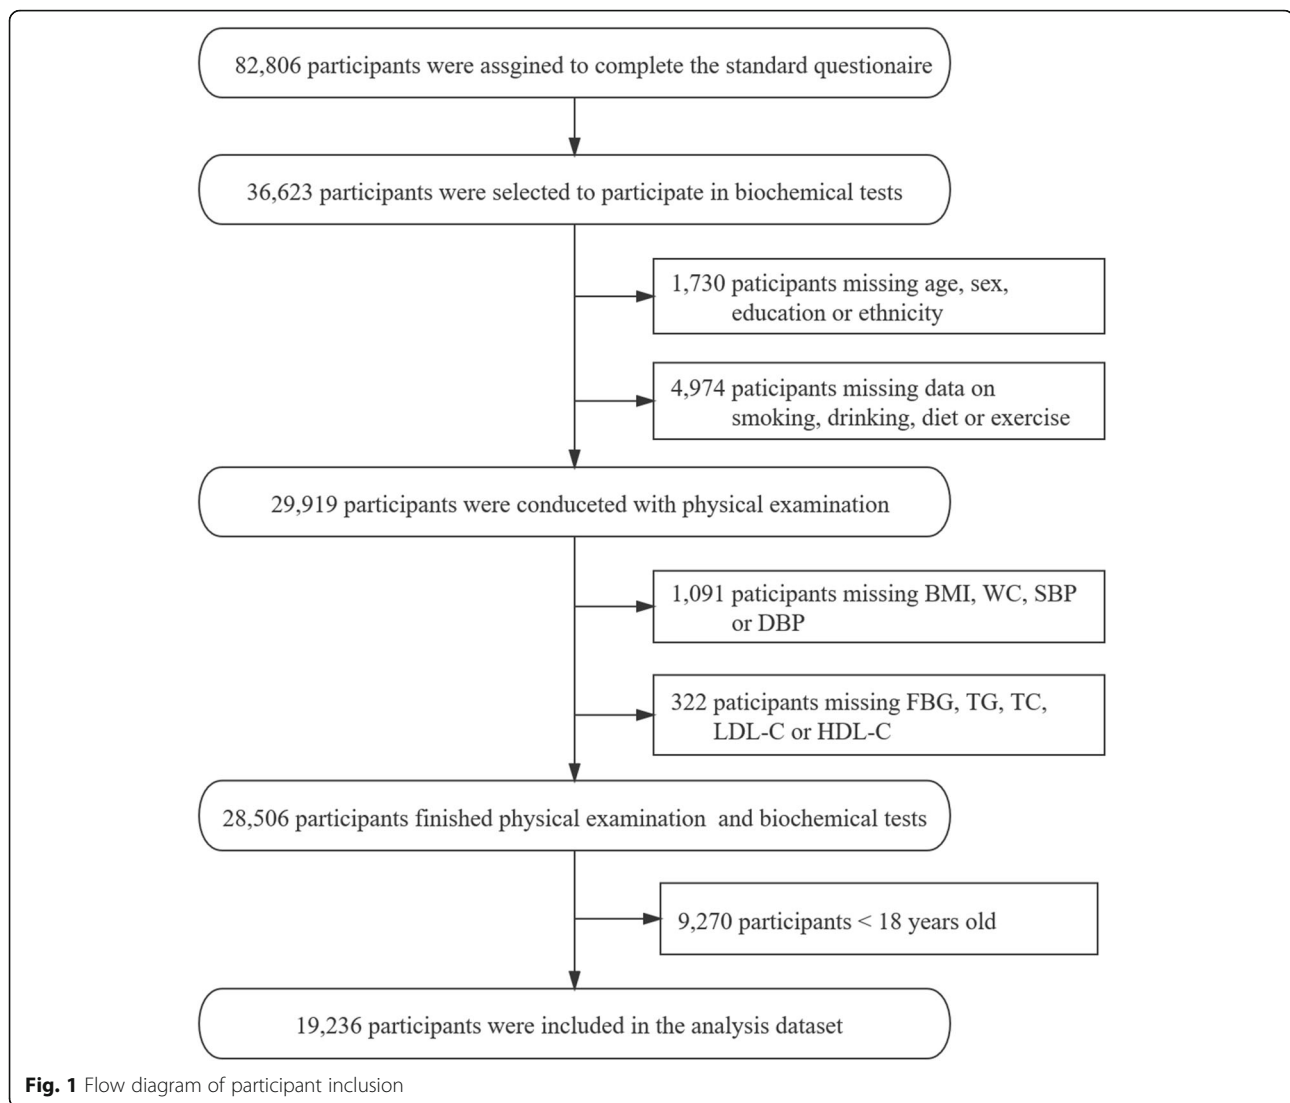 82,806 participants were assgined to complete the standard questionaire
36,623 participants were selected to participate in biochemical tests
1,730 paticipants missing age, sex,
education or ethnicity
4,974 paticipants missing data on
smoking, drinking, diet or exercise
29,919 participants were conduceted with physical examination
1,091 paticipants missing BMI, WC, SBP
or DBP
322 paticipants missing FBG, TG, TC,
LDL-C or HDL-C
28,506 participants finished physical examination and biochemical tests
9,270 participants < 18 years old
19,236 participants were included in the analysis dataset
Fig. 1 Flow diagram of participant inclusion